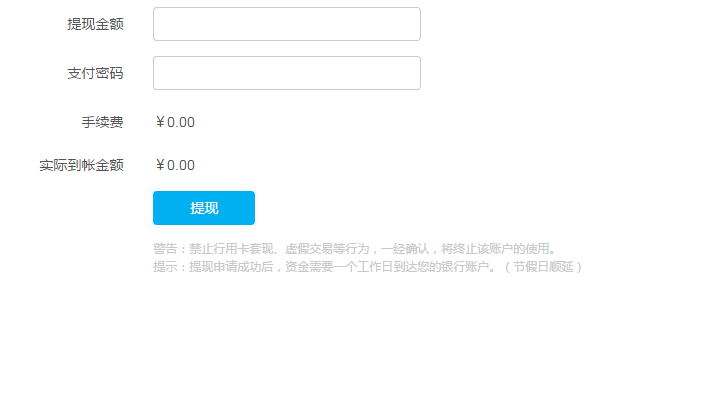 提现金额
支付密码
手续费 ￥0.00
实际到帐金额 ￥0.00
提现
警告：禁止行用卡套现、虚假交易等行为，一经确认，将终止该账户的使用。
提示：提现申请成功后，资金需要一个工作日到达您的银行账户。（节假日顺延）